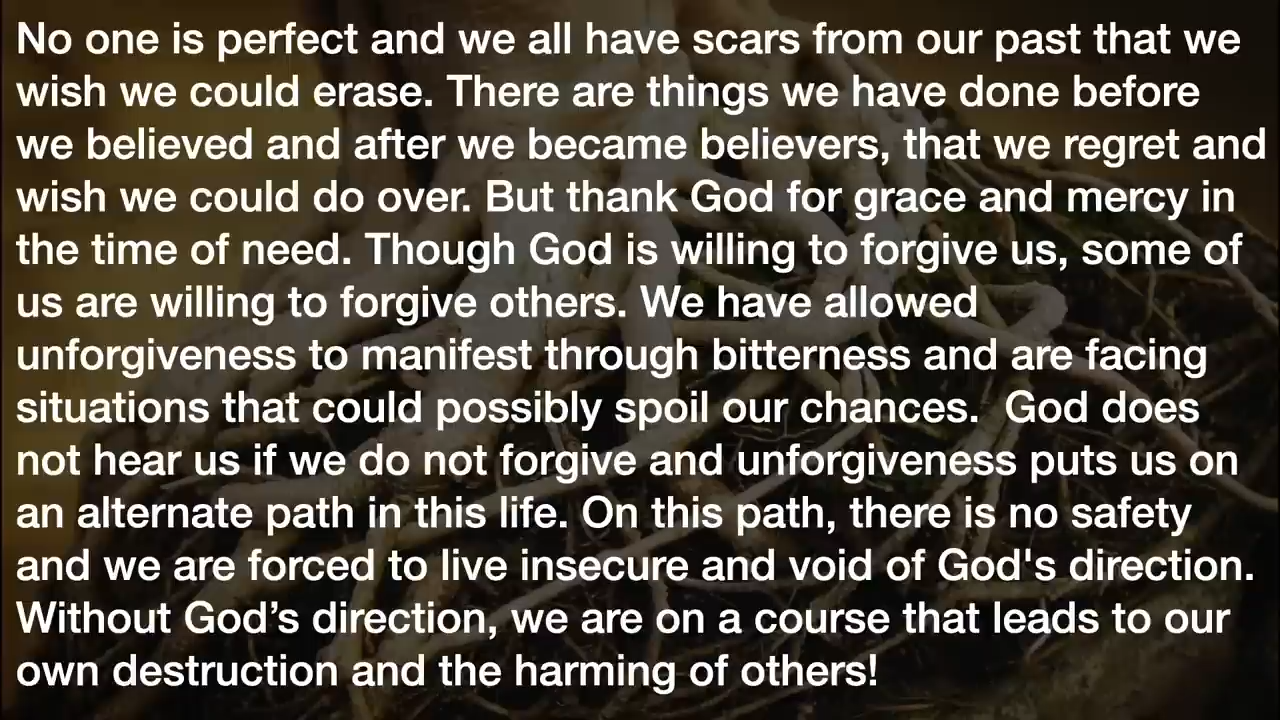 No one is perfect and we all have scars from our past that we
wish we could erase. There are things we have done before
we believed and after we became believers, that we regret and
wish we could do over. But thank God for grace and mercy in
the time of need. Though God is willing to forgive us, some of
us are willing to forgive others. We have allowed
unforgiveness to manifest through bitterness and are facing
situations that could possibly spoil our chances.  God does
not hear us if we do not forgive and unforgiveness puts us on
an alternate path in this life. On this path, there is no safety
and we are forced to live insecure and void of God's direction.
Without God’s direction, we are on a course that leads to our
own destruction and the harming of others!